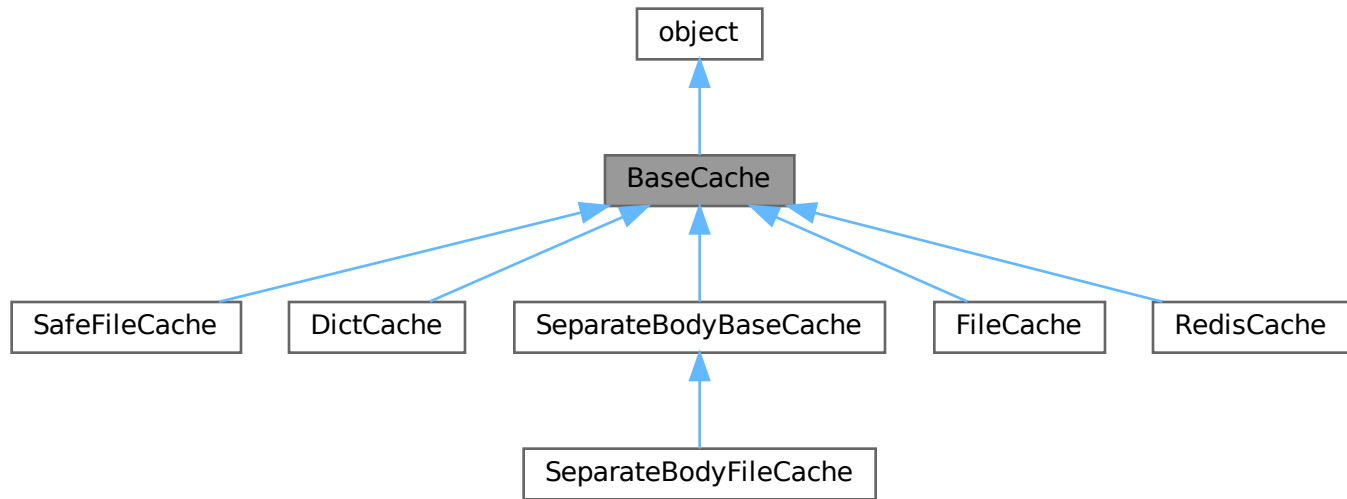 object
BaseCache
SafeFileCache
DictCache
SeparateBodyBaseCache
FileCache
RedisCache
SeparateBodyFileCache